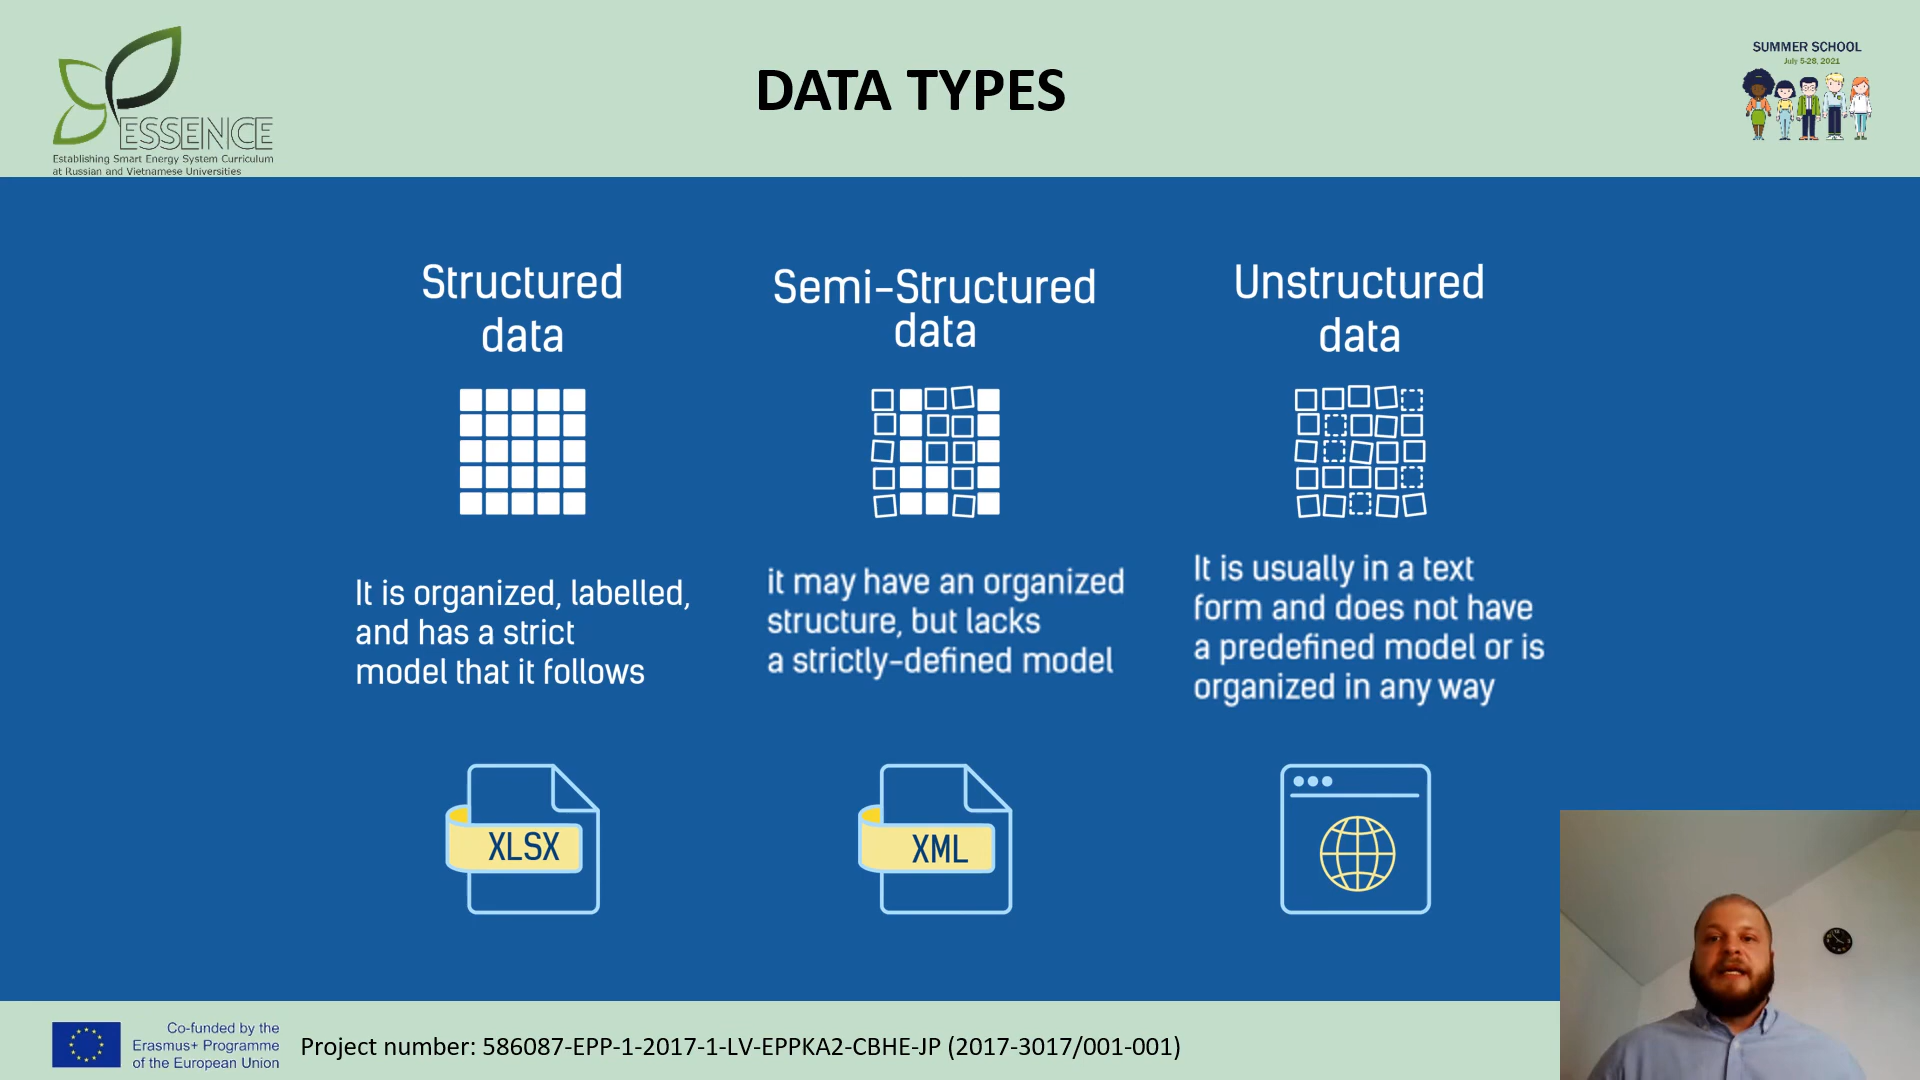 ESSENCE
Establishing Smart Energy System Curriculum
at Russian and Vietnamese Universities
DATA TYPES
SUMMER SCHOOL
July 5-28, 2021
Structured
data
It is organized, labelled,
and has a strict
model that it follows
XLSX
Semi-Structured
data
it may have an organized
structure, but lacks
a strictly-defined model
XML
Unstructured
data
It is usually in a text
form and does not have
a predefined model or is
organized in any way
Co-funded by the
Erasmus+ Programme
of the European Union
Project number: 586087-EPP-1-2017-1-LV-EPPKA2-CBHE-JP (2017-3017/001-001)